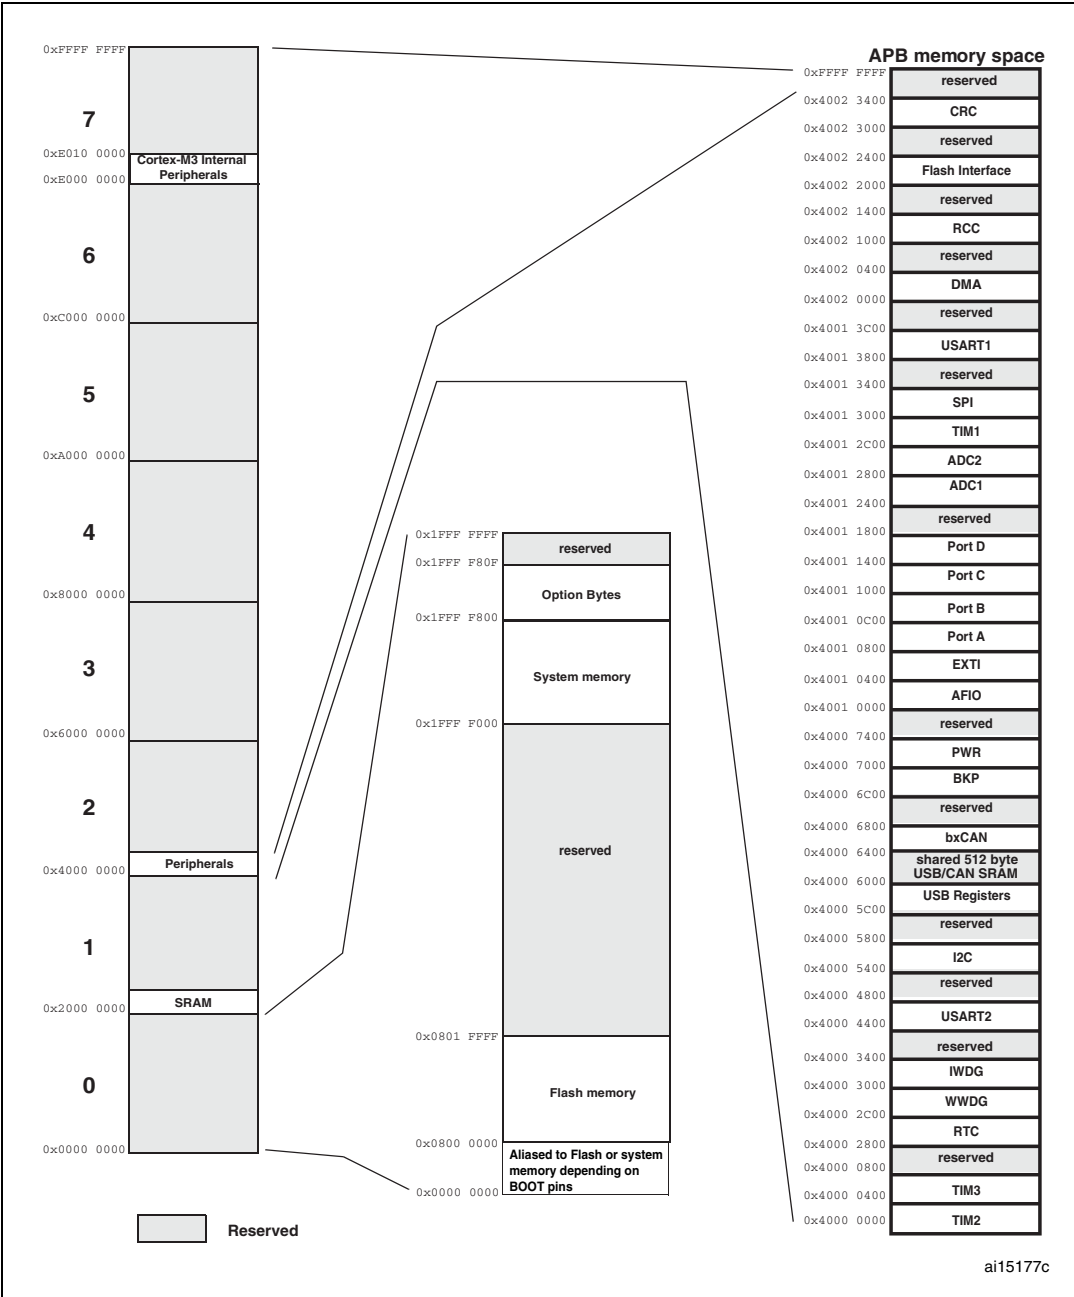 0xFFFF FFFF
7
0xE010 0000
Cortex-M3 Internal
Peripherals
0xE000 0000
6
0xC000 0000
5
0xA000 0000
4
0x8000 0000
3
0x6000 0000
2
Peripherals
0x4000 0000
1
SRAM
0x2000 0000
0
0x0000 0000
Reserved
0x1FFF FFFF
reserved
0x1FFF F80F
Option Bytes
0x1FFF F800
System memory
0x1FFF F000
reserved
0x0801 FFFF
Flash memory
0x0800 0000
Aliased to Flash or system
memory depending on
BOOT pins
0x0000 0000
APB memory space
0xFFFF FFFF
reserved
0x4002 3400
CRC
0x4002 3000
reserved
0x4002 2400
Flash Interface
0x4002 2000
reserved
0x4002 1400
RCC
0x4002 1000
reserved
0x4002 0400
DMA
0x4002 0000
reserved
0x4001 3C00
USART1
0x4001 3800
reserved
0x4001 3400
SPI
0x4001 3000
TIM1
0x4001 2C00
ADC2
0x4001 2800
ADC1
0x4001 2400
reserved
0x4001 1800
Port D
0x4001 1400
Port C
0x4001 1000
Port B
0x4001 0C00
Port A
0x4001 0800
EXTI
0x4001 0400
AFIO
0x4001 0000
reserved
0x4000 7400
PWR
0x4000 7000
BKP
0x4000 6C00
reserved
0x4000 6800
bxCAN
0x4000 6400
shared 512 byte
USB/CAN SRAM
0x4000 6000
USB Registers
0x4000 5C00
reserved
0x4000 5800
I2C
0x4000 5400
reserved
0x4000 4800
USART2
0x4000 4400
reserved
0x4000 3400
IWDG
0x4000 3000
WWDG
0x4000 2C00
RTC
0x4000 2800
reserved
0x4000 0800
TIM3
0x4000 0400
TIM2
0x4000 0000
ai15177c